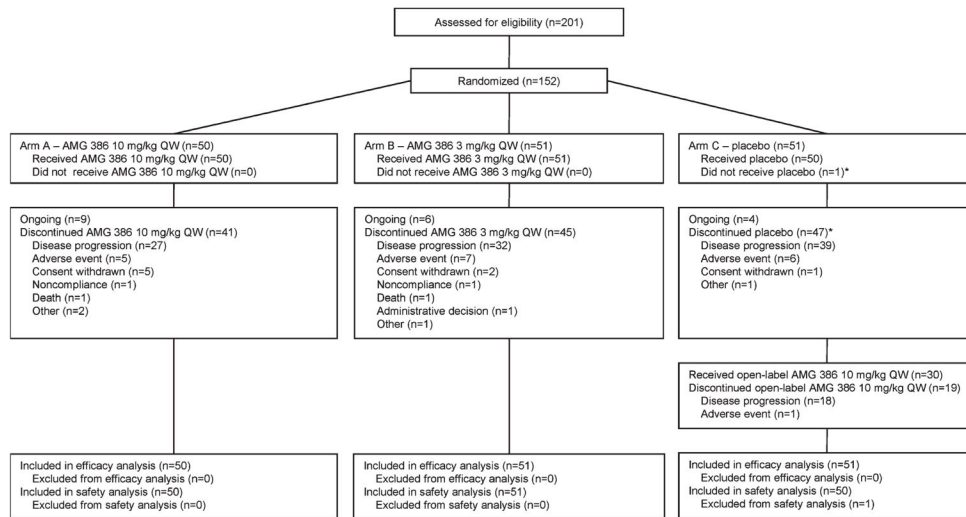 Assessed for eligibility (n=201)
Randomized (n=152)
Arm A – AMG 386 10 mg/kg QW (n=50)
Received AMG 386 10 mg/kg QW (n=50)
Did not receive AMG 386 10 mg/kg QW (n=0)
Arm B – AMG 386 3 mg/kg QW (n=51)
Received AMG 386 3 mg/kg QW (n=51)
Did not receive AMG 386 3 mg/kg QW (n=0)
Arm C – placebo (n=51)
Received placebo (n=50)
Did not receive placebo (n=1)*
Ongoing (n=9)
Discontinued AMG 386 10 mg/kg QW (n=41)
Disease progression (n=27)
Adverse event (n=5)
Consent withdrawn (n=5)
Noncompliance (n=1)
Death (n=1)
Other (n=2)
Ongoing (n=6)
Discontinued AMG 386 3 mg/kg QW (n=45)
Disease progression (n=32)
Adverse event (n=7)
Consent withdrawn (n=2)
Noncompliance (n=1)
Death (n=1)
Administrative decision (n=1)
Other (n=1)
Ongoing (n=4)
Discontinued placebo (n=47)*
Disease progression (n=39)
Adverse event (n=6)
Consent withdrawn (n=1)
Other (n=1)
Received open-label AMG 386 10 mg/kg QW (n=30)
Discontinued open-label AMG 386 10 mg/kg QW (n=19)
Disease progression (n=18)
Adverse event (n=1)
Included in efficacy analysis (n=50)
Excluded from efficacy analysis (n=0)
Included in safety analysis (n=50)
Excluded from safety analysis (n=0)
Included in efficacy analysis (n=51)
Excluded from efficacy analysis (n=0)
Included in safety analysis (n=51)
Excluded from safety analysis (n=0)
Included in efficacy analysis (n=51)
Excluded from efficacy analysis (n=0)
Included in safety analysis (n=50)
Excluded from safety analysis (n=1)